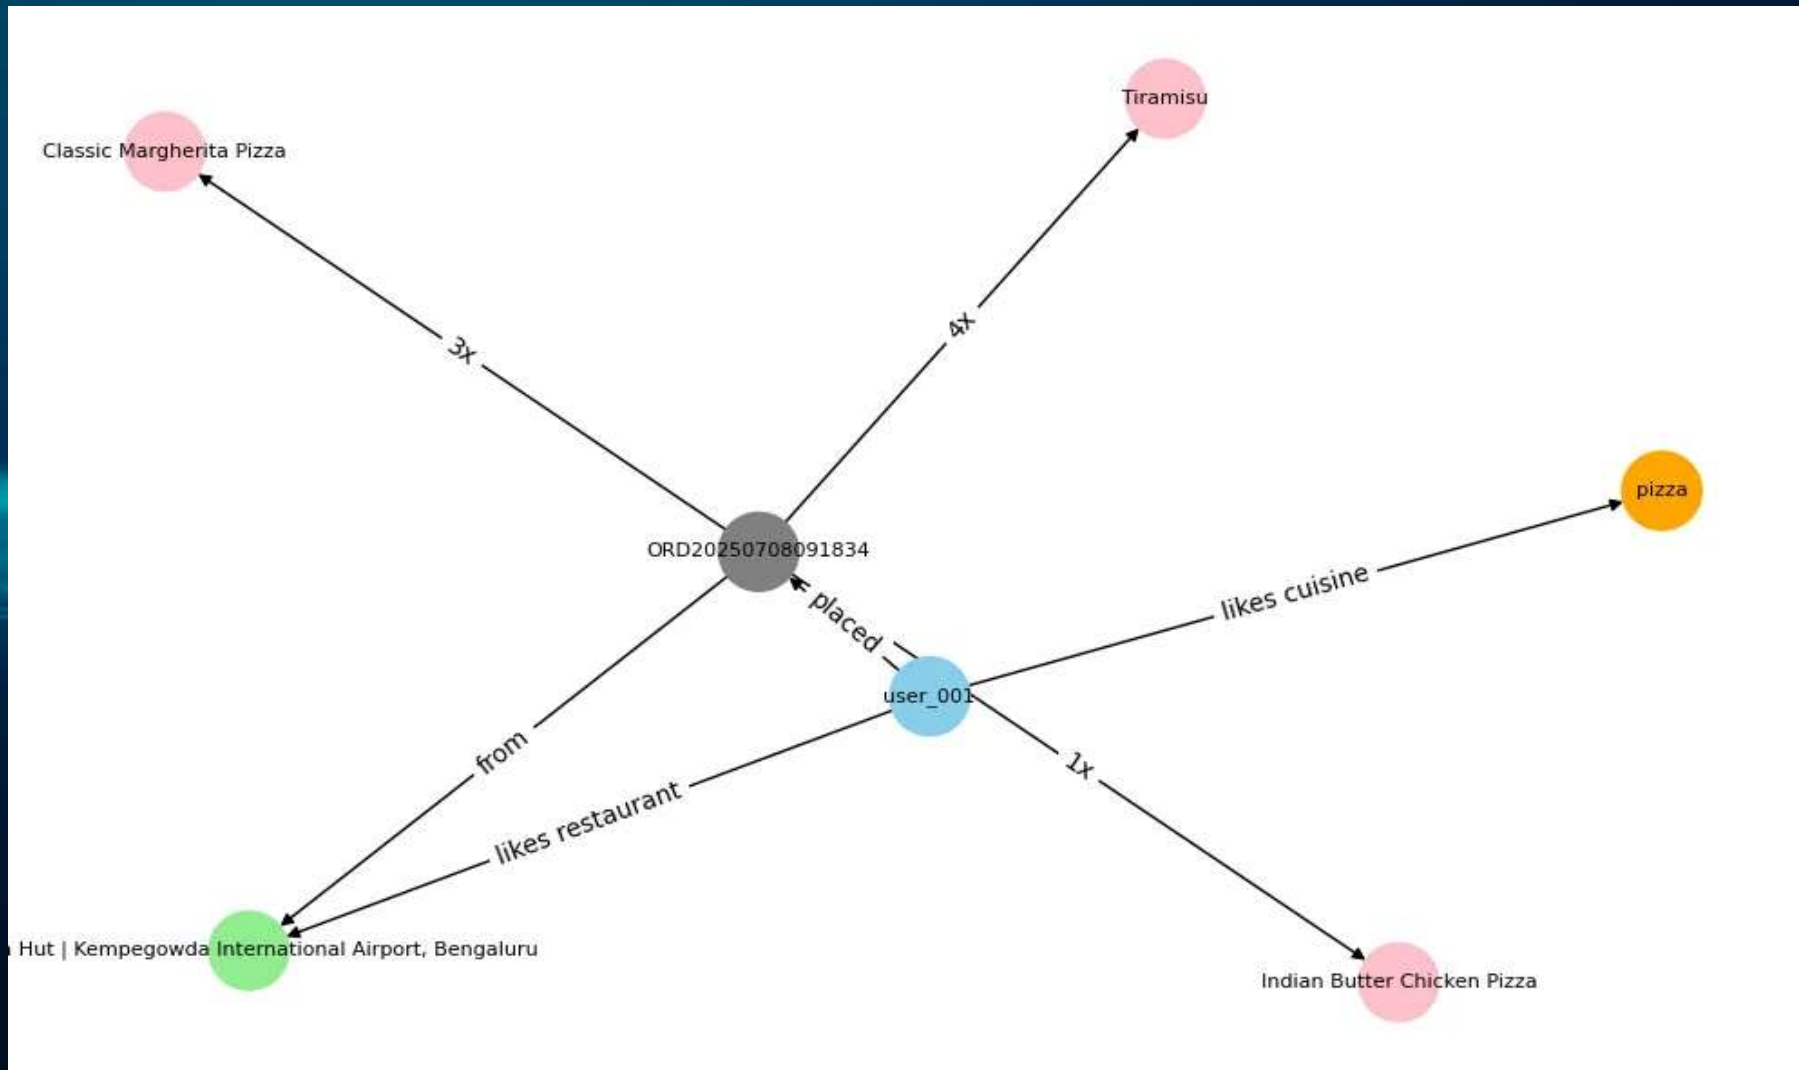 Tiramisu
Classic Margherita Pizza
4x
3x
pizza
ORD20250708091834
likes cuisine
placed
user_001
from
1x
likes restaurant
Hut | Kempegowda International Airport, Bengaluru
Indian Butter Chicken Pizza